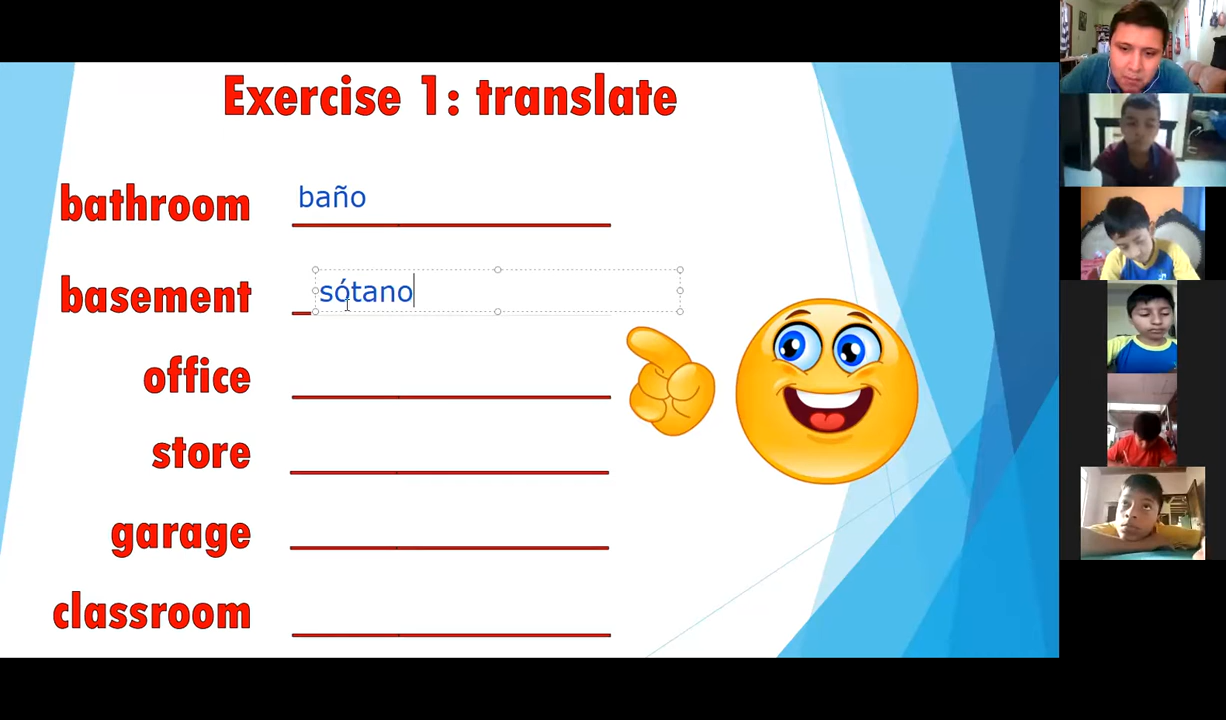 Exercise 1: translate
bathroom baño
basement sótano
office
store
garage
classroom